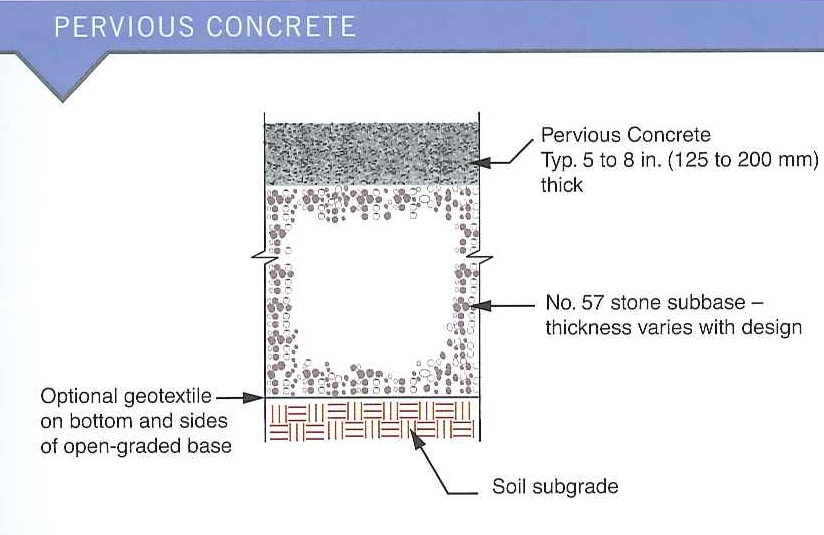 PERVIOUS CONCRETE
Pervious Concrete
Typ. 5 to 8 in. (125 to 200 mm)
thick
No. 57 stone subbase –
thickness varies with design
Optional geotextile
on bottom and sides
of open-graded base
Soil subgrade